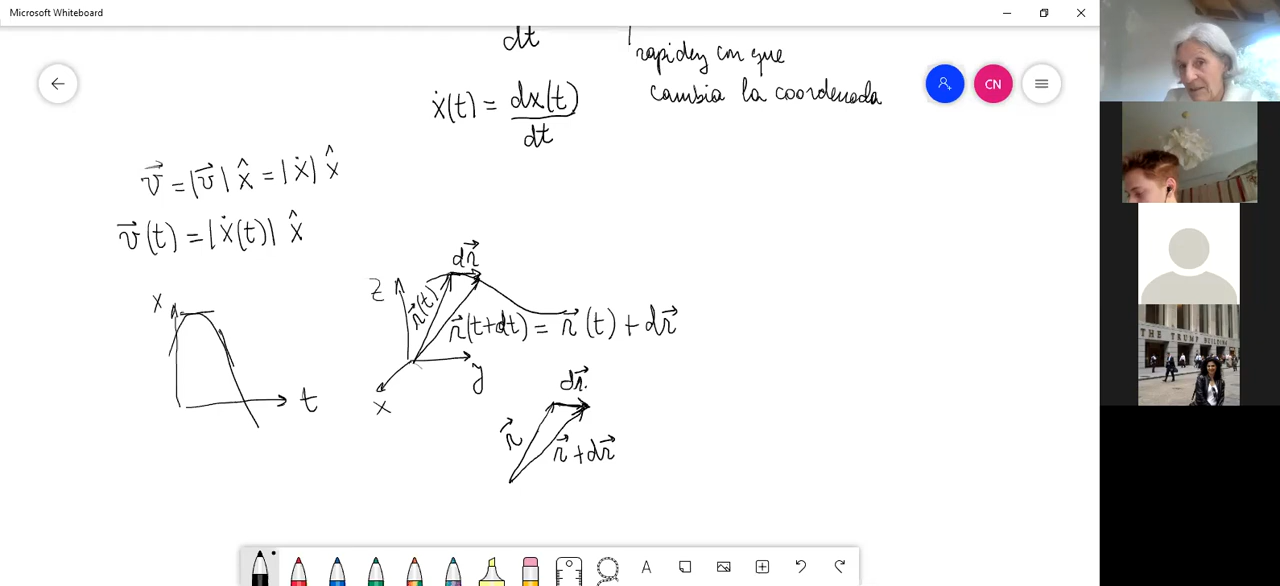 Microsoft Whiteboard
dt
rapidez con que
cambia la coordenada
CN
ẋ(t) = dx(t)
dt
v⃗ = |v⃗| x̂ = |ẋ| x̂
v⃗(t) = |ẋ(t)| x̂
dr⃗
z
x
r⃗(t)
r⃗(t+dt) = r⃗(t) + dr⃗
y
x
t
dr⃗
r⃗
r⃗ + dr⃗
THE TRUMP BUILDING
A